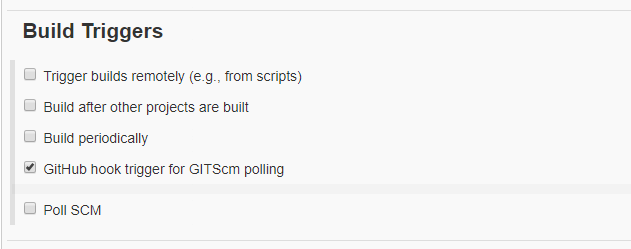 Build Triggers
Trigger builds remotely (e.g., from scripts)
Build after other projects are built
Build periodically
GitHub hook trigger for GITScm polling
Poll SCM